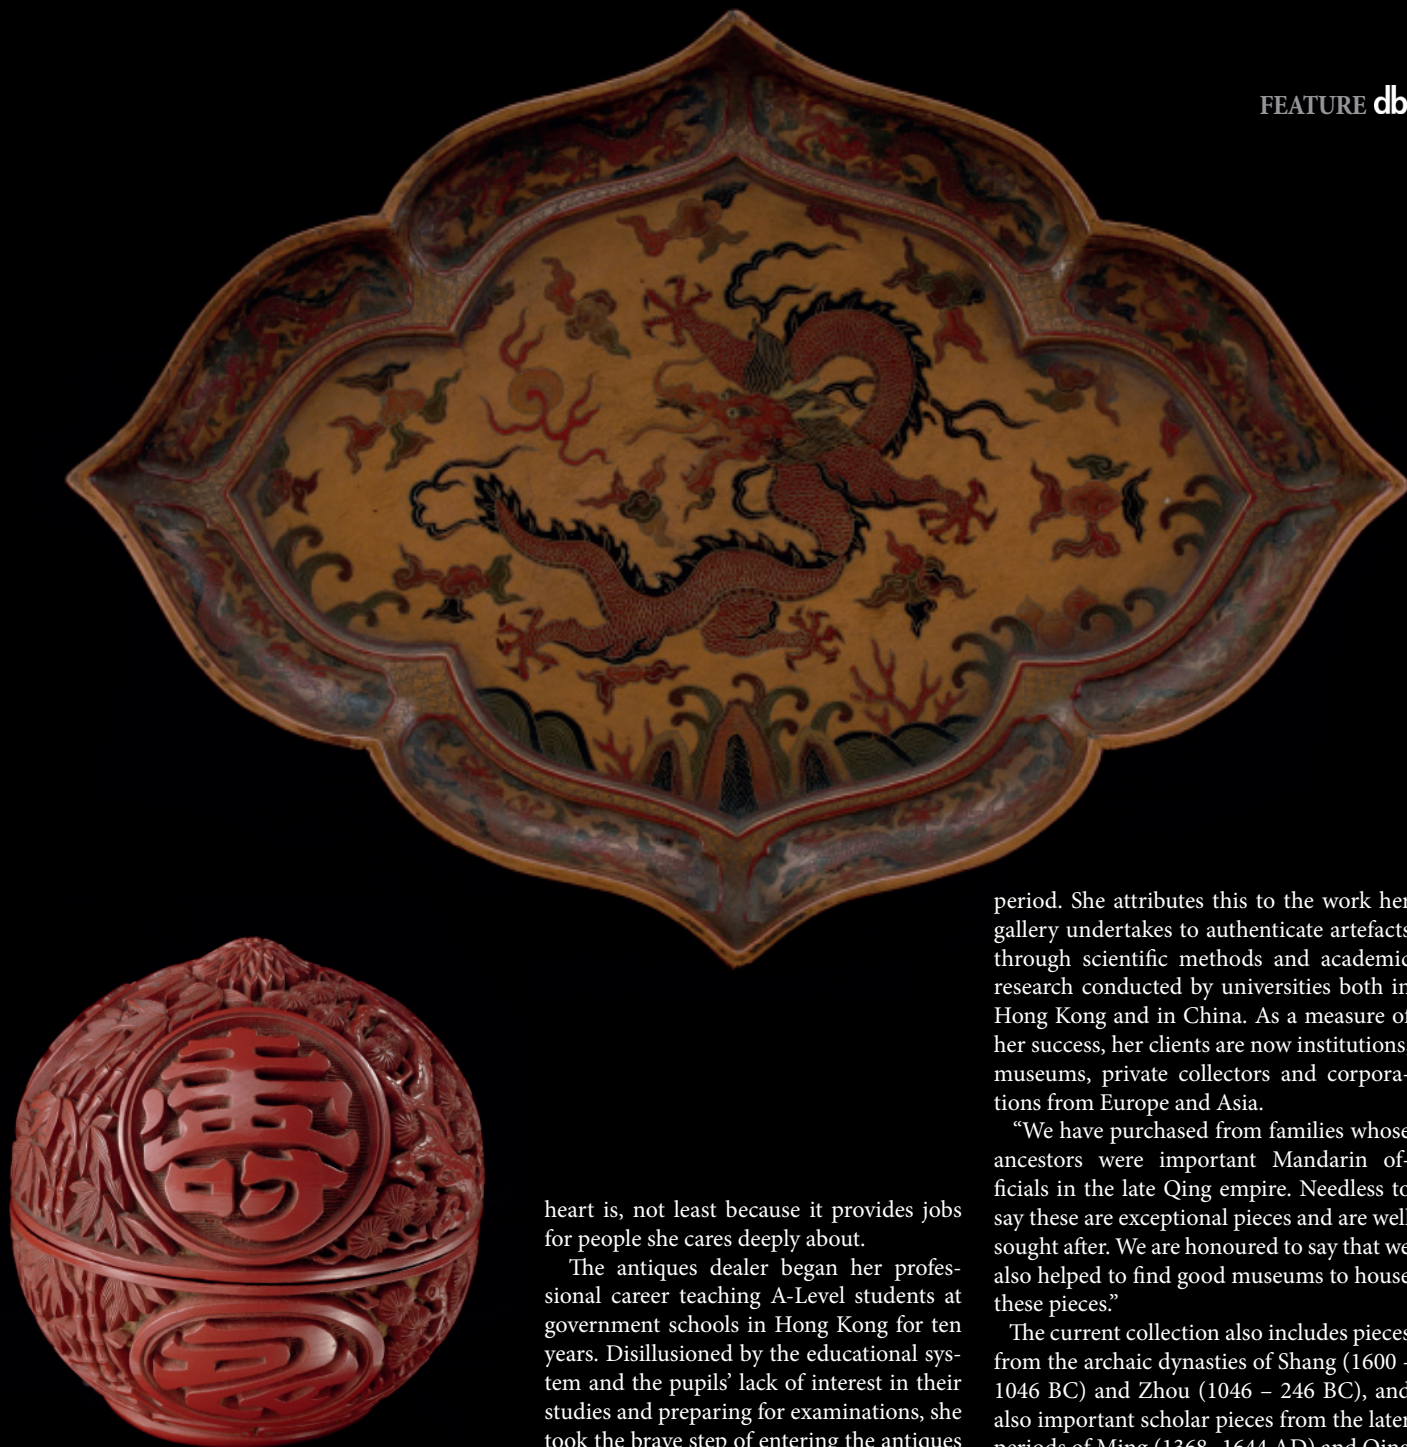 FEATURE db
壽
heart is, not least because it provides jobs
for people she cares deeply about.
The antiques dealer began her profes-
sional career teaching A-Level students at
government schools in Hong Kong for ten
years. Disillusioned by the educational sys-
tem and the pupils’ lack of interest in their
studies and preparing for examinations, she
took the brave step of entering the antiques
period. She attributes this to the work her
gallery undertakes to authenticate artefacts
through scientific methods and academic
research conducted by universities both in
Hong Kong and in China. As a measure of
her success, her clients are now institutions,
museums, private collectors and corpora-
tions from Europe and Asia.
“We have purchased from families whose
ancestors were important Mandarin of-
ficials in the late Qing empire. Needless to
say these are exceptional pieces and are well
sought after. We are honoured to say that we
also helped to find good museums to house
these pieces.”
The current collection also includes pieces
from the archaic dynasties of Shang (1600 -
1046 BC) and Zhou (1046 – 246 BC), and
also important scholar pieces from the later
periods of Ming (1368- 1644 AD) and Qing